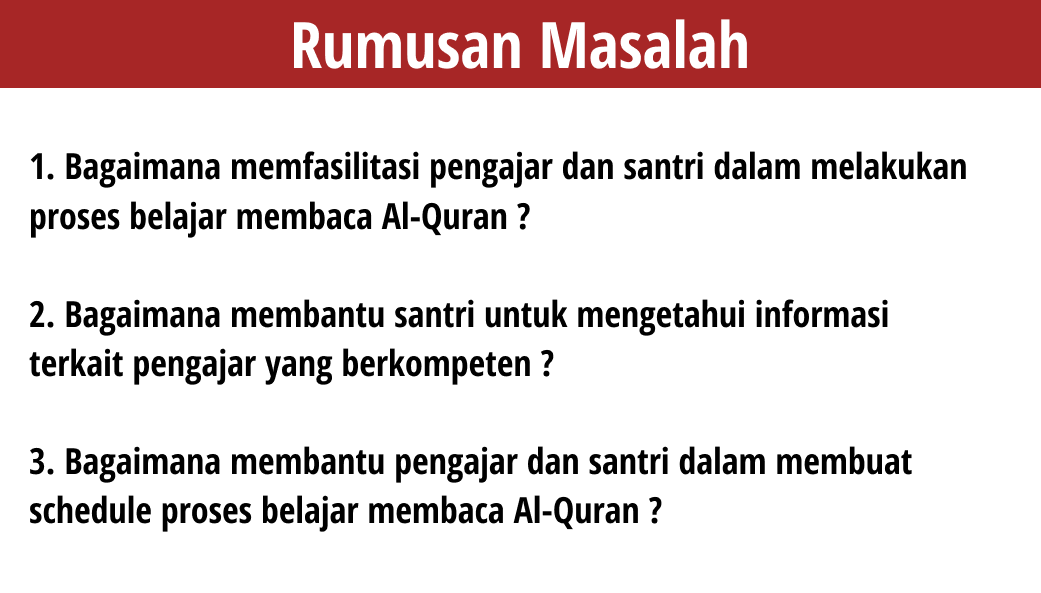 Rumusan Masalah
1. Bagaimana memfasilitasi pengajar dan santri dalam melakukan
proses belajar membaca Al-Quran ?
2. Bagaimana membantu santri untuk mengetahui informasi
terkait pengajar yang berkompeten ?
3. Bagaimana membantu pengajar dan santri dalam membuat
schedule proses belajar membaca Al-Quran ?